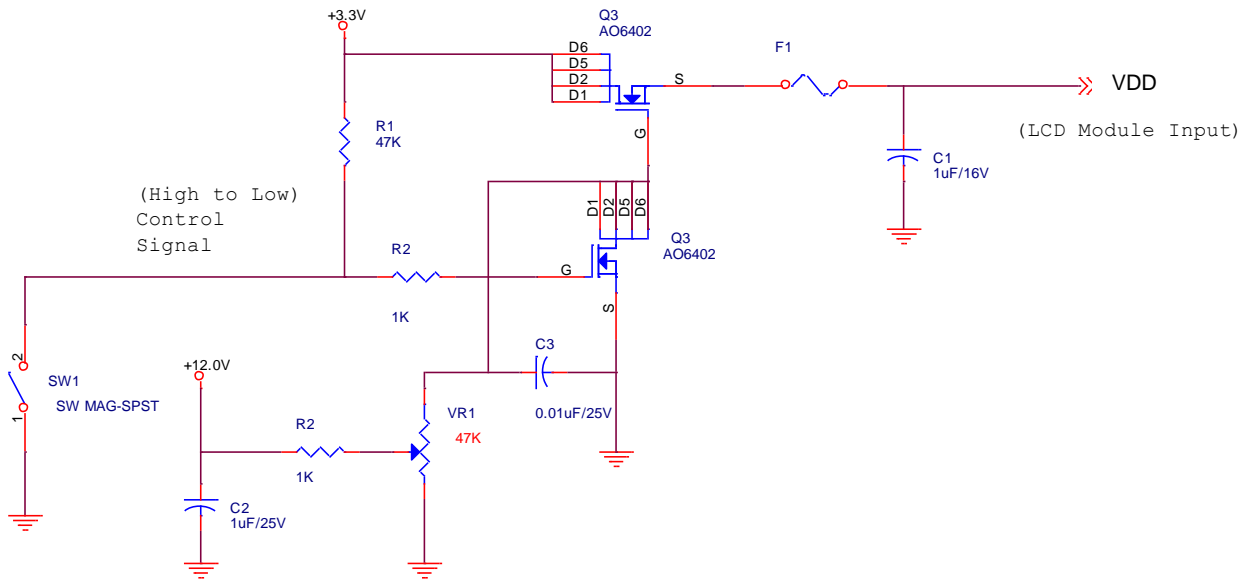 +3.3V
Q3
AO6402
D6
D5
D2
D1
S
G
F1
VDD
(LCD Module Input)
R1
47K
C1
1uF/16V
(High to Low)
Control
Signal
D1
D2
D5
D6
Q3
AO6402
R2
G
1K
S
C3
0.01uF/25V
2
SW1
SW MAG-SPST
1
+12.0V
R2
1K
VR1
47K
C2
1uF/25V